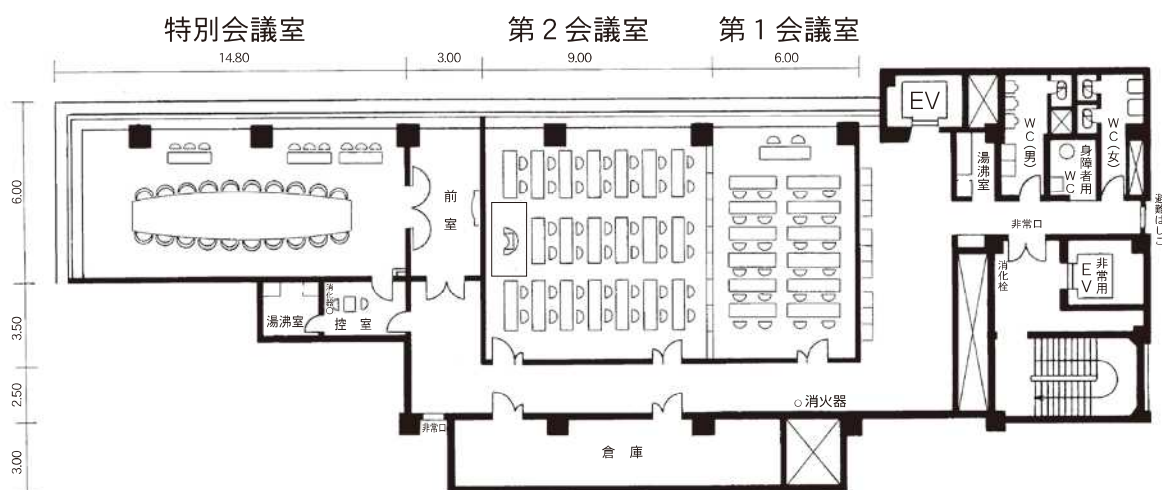 特別会議室
第2会議室
第1会議室
14.80
3.00
9.00
6.00
6.00
3.50
2.50
3.00
EV
WC(男)
WC(女)
身障者用
WC
湯沸室
前室
非常口
避難はしご
消化栓
非常用
EV
消化器○
湯沸室
控室
○消火器
非常口
倉庫